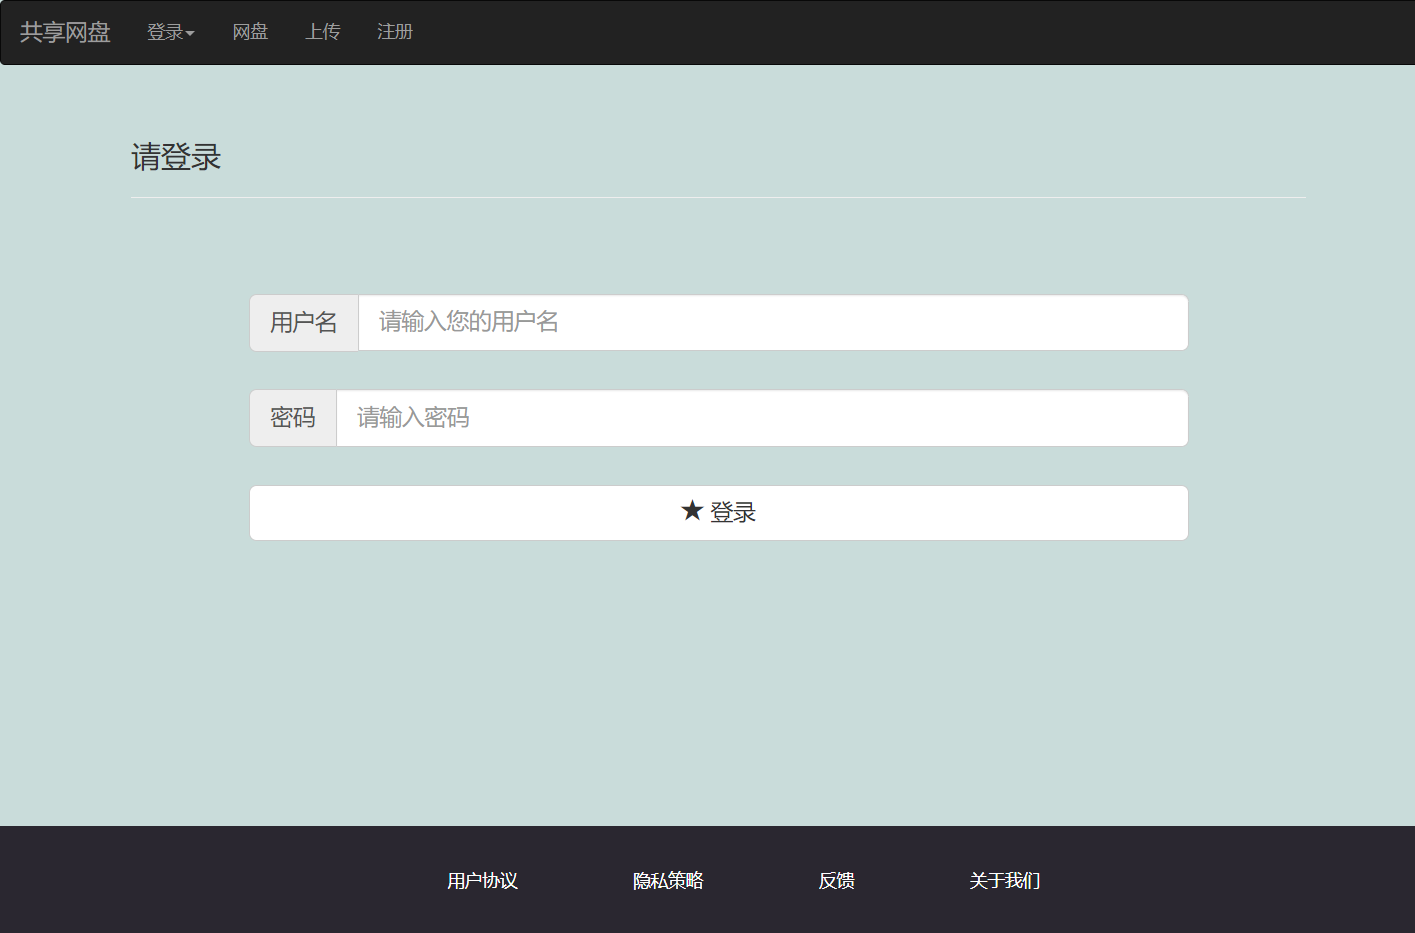 共享网盘 登录 网盘 上传 注册
请登录
用户名 请输入您的用户名
密码 请输入密码
★ 登录
用户协议 隐私策略 反馈 关于我们